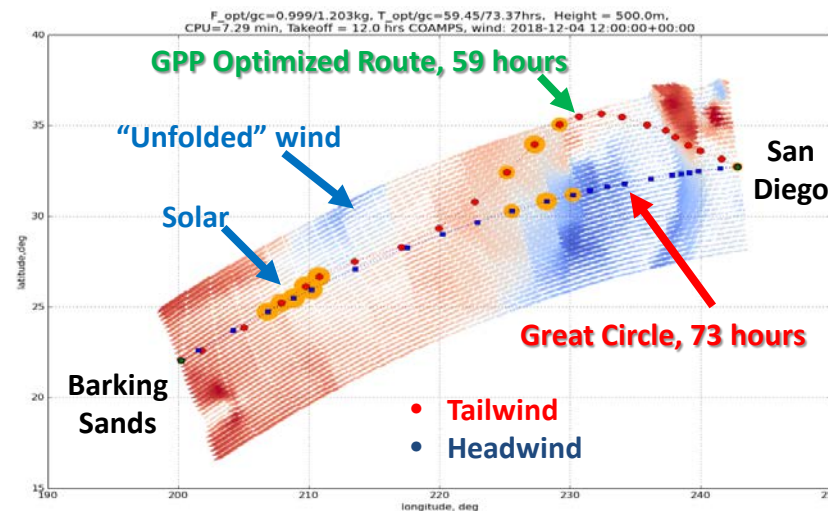 F_opt/gc=0.999/1.203kg, T_opt/gc=59.45/73.37hrs, Height = 500.0m,
CPU=7.29 min, Takeoff = 12.0 hrs COAMPS, wind: 2018-12-04 12:00:00+00:00
GPP Optimized Route, 59 hours
"Unfolded" wind
Solar
San
Diego
Great Circle, 73 hours
Barking
Sands
Tailwind
Headwind
latitude,deg
40
35
30
25
20
15
190
200
210
220
230
240
longitude, deg